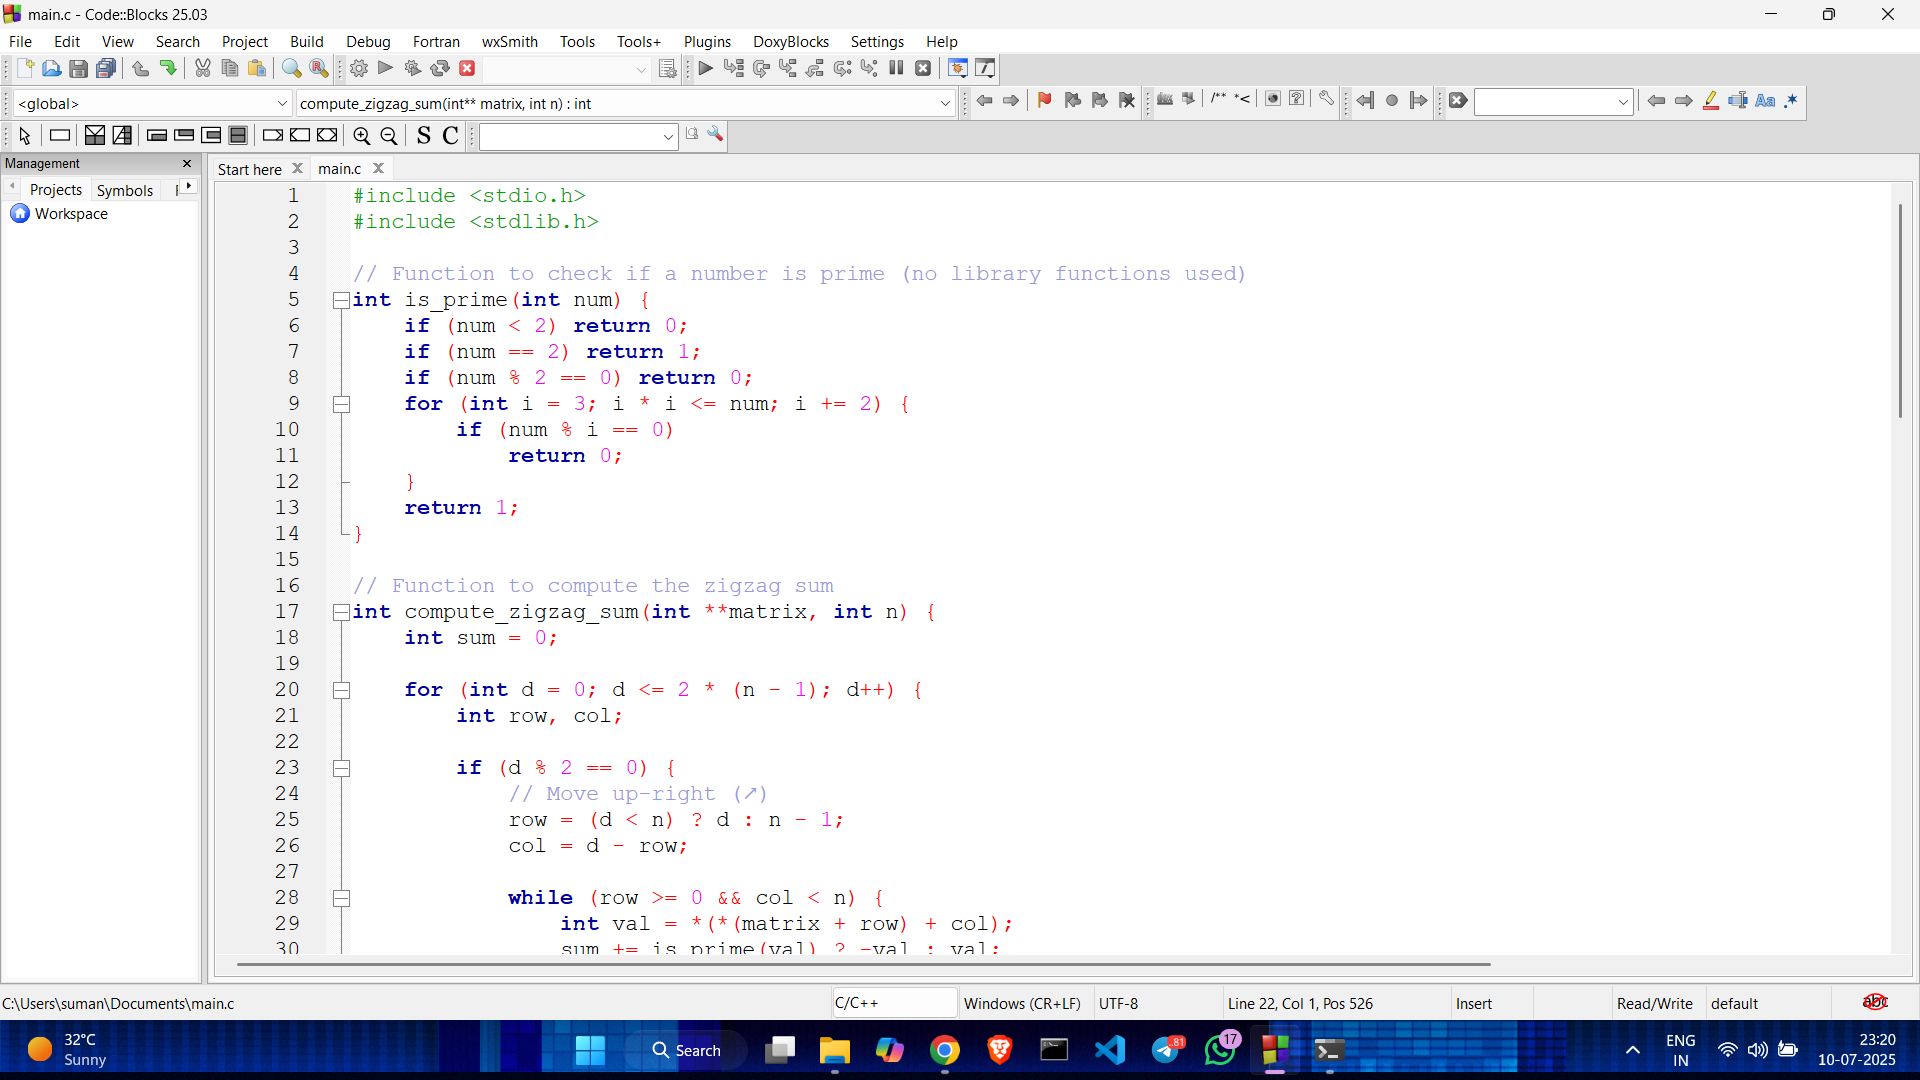 main.c - Code::Blocks 25.03
File Edit View Search Project Build Debug Fortran wxSmith Tools Tools+ Plugins DoxyBlocks Settings Help
<global> compute_zigzag_sum(int** matrix, int n) : int
/** *< Aa .*
S C
Management
Start here main.c
Projects Symbols
Workspace
1 #include <stdio.h>
2 #include <stdlib.h>
3
4 // Function to check if a number is prime (no library functions used)
5 int is_prime(int num) {
6 if (num < 2) return 0;
7 if (num == 2) return 1;
8 if (num % 2 == 0) return 0;
9 for (int i = 3; i * i <= num; i += 2) {
10 if (num % i == 0)
11 return 0;
12 }
13 return 1;
14 }
15
16 // Function to compute the zigzag sum
17 int compute_zigzag_sum(int **matrix, int n) {
18 int sum = 0;
19
20 for (int d = 0; d <= 2 * (n - 1); d++) {
21 int row, col;
22
23 if (d % 2 == 0) {
24 // Move up-right (↗)
25 row = (d < n) ? d : n - 1;
26 col = d - row;
27
28 while (row >= 0 && col < n) {
29 int val = *(*(matrix + row) + col);
30 sum += is_prime(val) ? -val : val;
C:\Users\suman\Documents\main.c C/C++ Windows (CR+LF) UTF-8 Line 22, Col 1, Pos 526 Insert Read/Write default abc
32°C
Sunny
Search
81
17
ENG
IN
23:20
10-07-2025